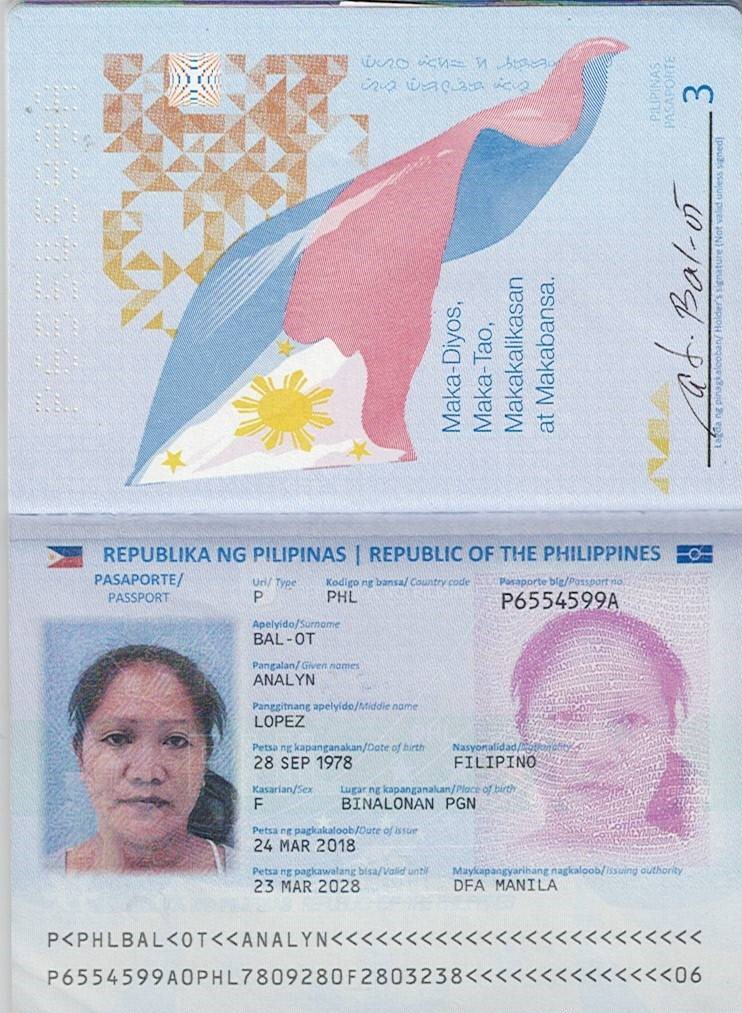 PILIPINAS
PASAPORTE
3
Maka-Diyos,
Maka-Tao,
Makakalikasan
at Makabansa.
a L. Bal-ot
Lagda ng pinagkalooban/ Holder's signature (Not valid unless signed)
REPUBLIKA NG PILIPINAS | REPUBLIC OF THE PHILIPPINES
PASAPORTE/
PASSPORT
Uri/ Type
Kodigo ng bansa/ Country code
Pasaporte blg/Passport no.
P
PHL
P6554599A
Apelyido/Surname
BAL-OT
Pangalan/ Given names
ANALYN
Panggitnang apelyido/Middle name
LOPEZ
Petsa ng kapanganakan/Date of birth
Nasyonalidad/Nationality
28 SEP 1978
FILIPINO
Kasarian/Sex
Lugar ng kapanganakan/Place of birth
F
BINALONAN PGN
Petsa ng pagkakaloob/Date of issue
24 MAR 2018
Petsa ng pagkawalang bisa/Valid until
Maykapangyarihang nagkaloob/Issuing authority
23 MAR 2028
DFA MANILA
P<PHLBAL<OT<<ANALYN<<<<<<<<<<<<<<<<<<<<<<<<<
P6554599A0PHL7809280F2803238<<<<<<<<<<<<<<06